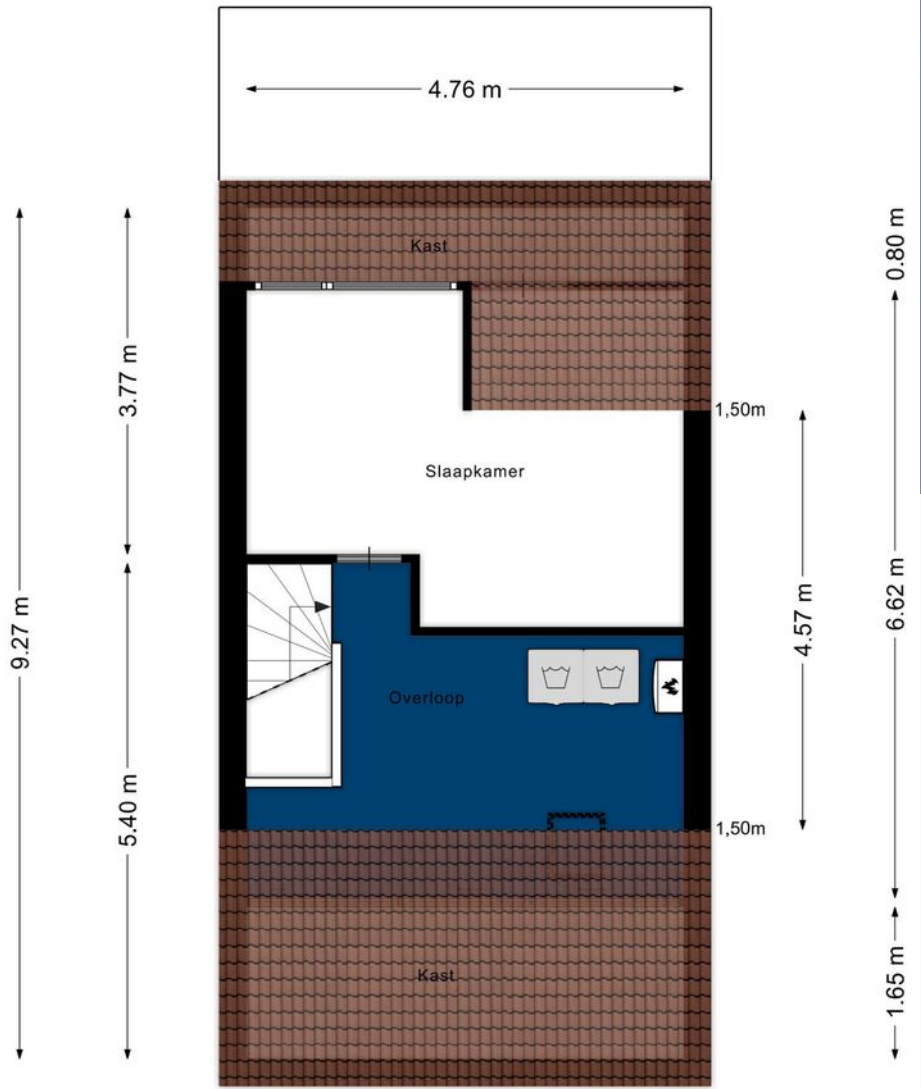 4.76 m
Kast
0.80 m
3.77 m
1,50m
Slaapkamer
9.27 m
4.57 m
6.62 m
Overloop
5.40 m
1,50m
Kast
1.65 m